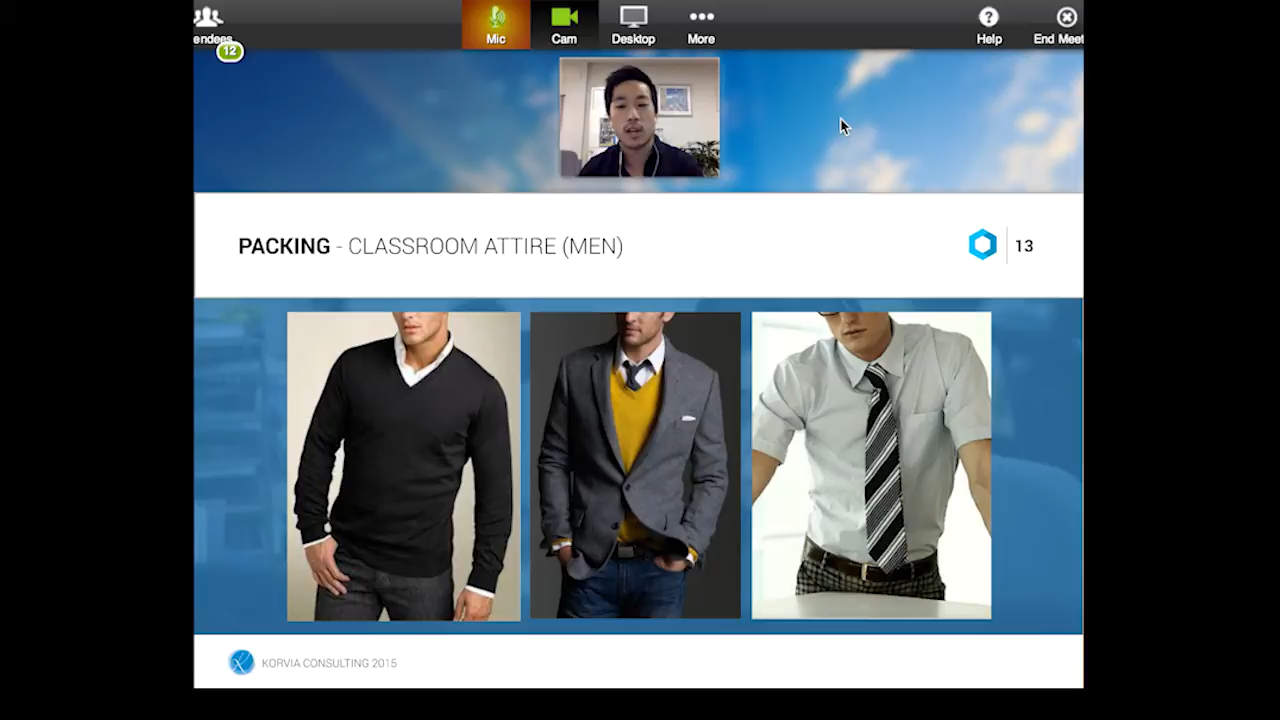 endees
12
Mic
Cam
Desktop
More
Help
End Meet
PACKING - CLASSROOM ATTIRE (MEN)
13
KORVIA CONSULTING 2015